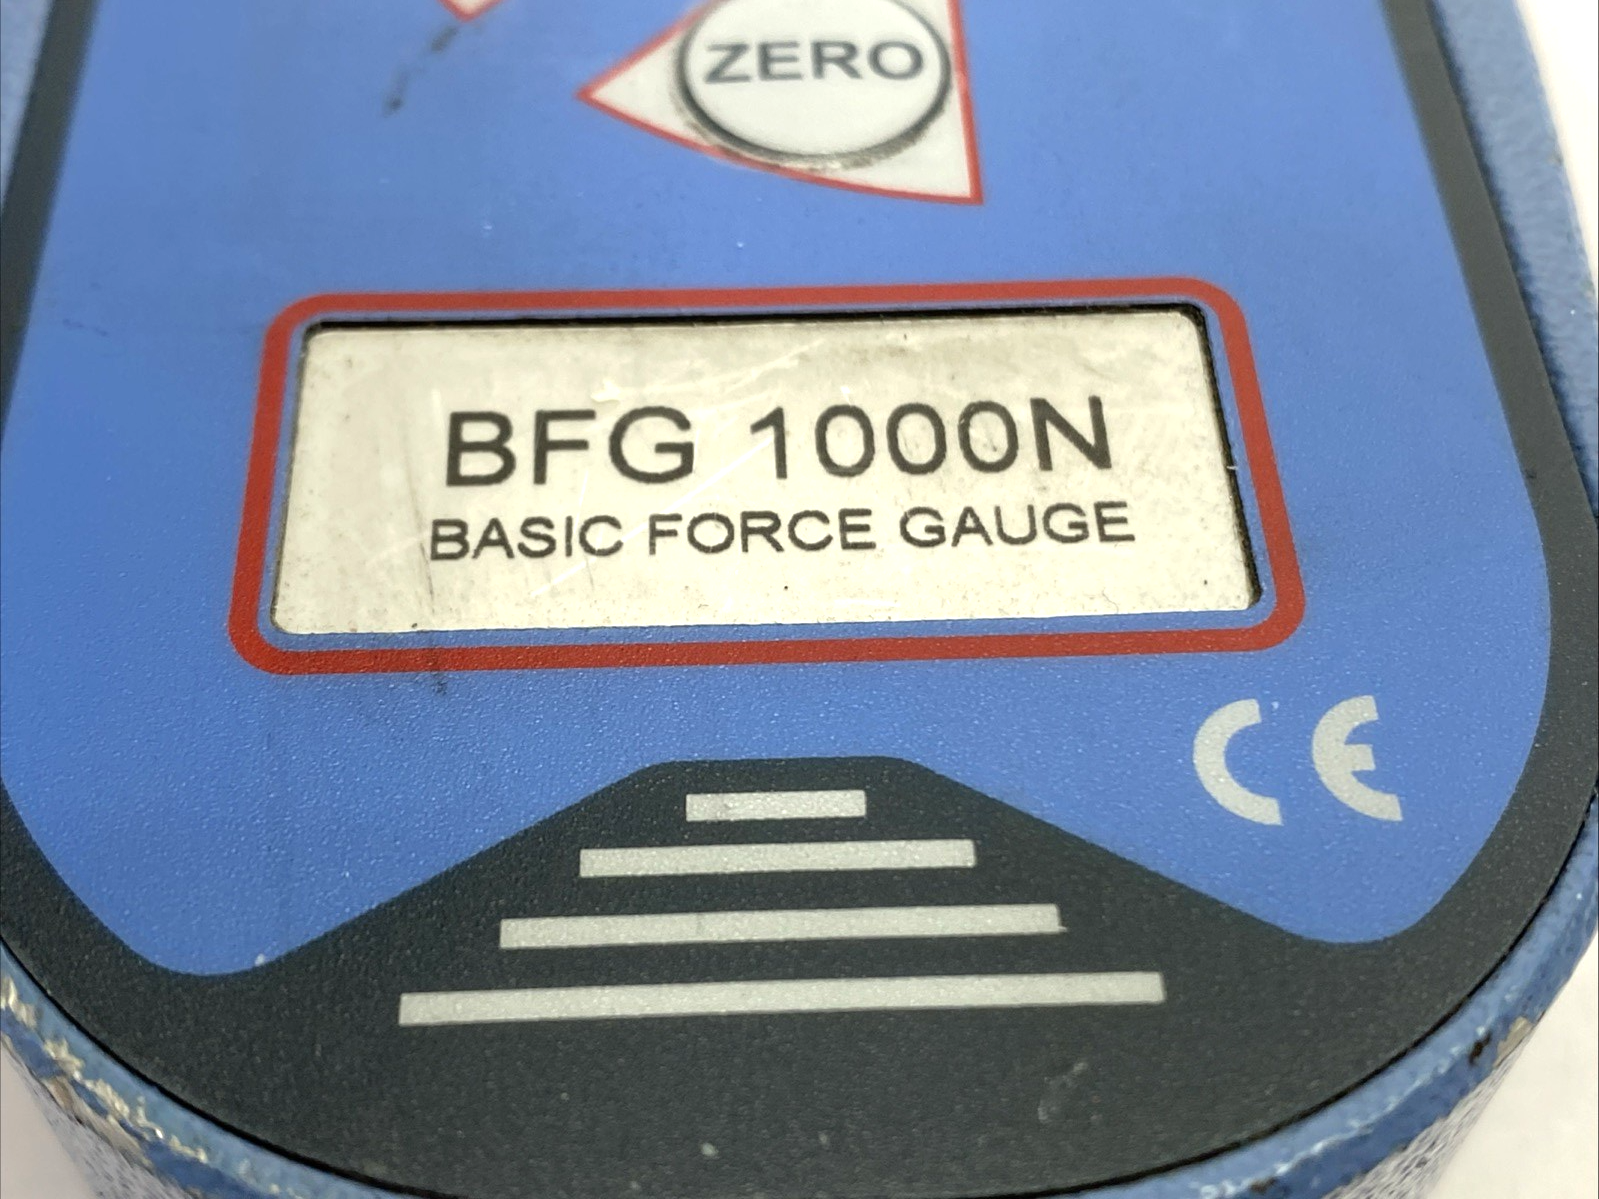 ZERO
BFG 1000N
BASIC FORCE GAUGE
CE